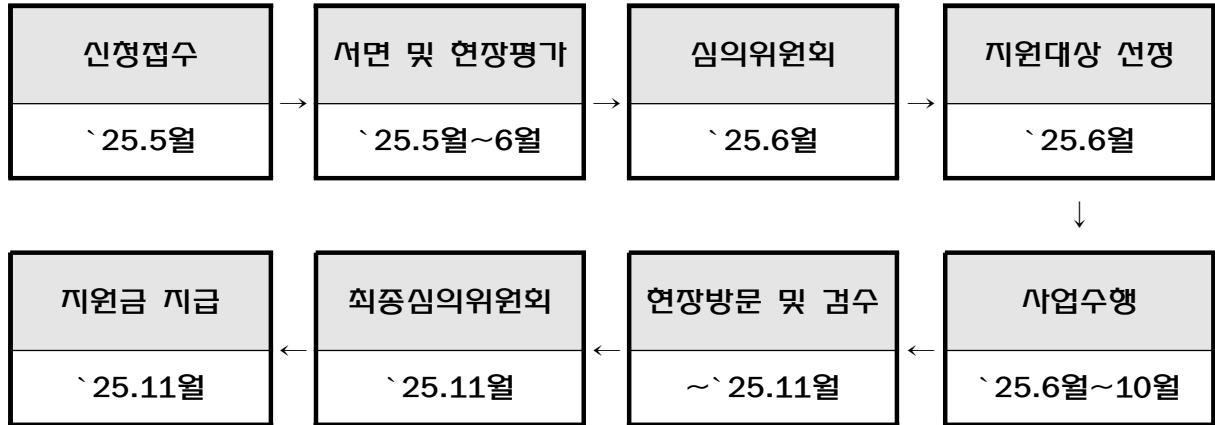 신청접수
서면 및 현장평가
심의위원회
지원대상 선정
→
→
→
`25.5월
`25.5월~6월
`25.6월
`25.6월
↓
지원금 지급
최종심의위원회
현장방문 및 검수
사업수행
←
←
←
`25.11월
`25.11월
~`25.11월
`25.6월~10월